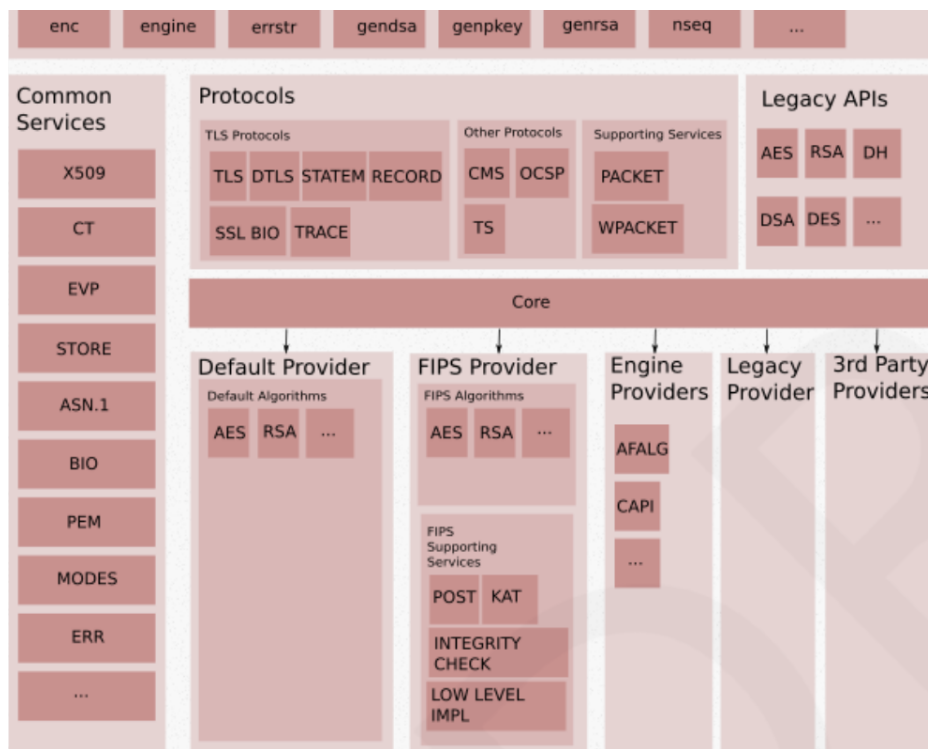 enc
engine
errstr
gendsa
genpkey
genrsa
nseq
...
Common
Services
X509
CT
EVP
STORE
ASN.1
BIO
PEM
MODES
ERR
...
Protocols
TLS Protocols
TLS
DTLS
STATEM
RECORD
SSL BIO
TRACE
Other Protocols
CMS
OCSP
TS
Supporting Services
PACKET
WPACKET
Legacy APIs
AES
RSA
DH
DSA
DES
...
Core
Default Provider
Default Algorithms
AES
RSA
...
FIPS Provider
FIPS Algorithms
AES
RSA
...
FIPS
Supporting
Services
POST
KAT
INTEGRITY
CHECK
LOW LEVEL
IMPL
Engine
Providers
AFALG
CAPI
...
Legacy
Provider
3rd Party
Providers